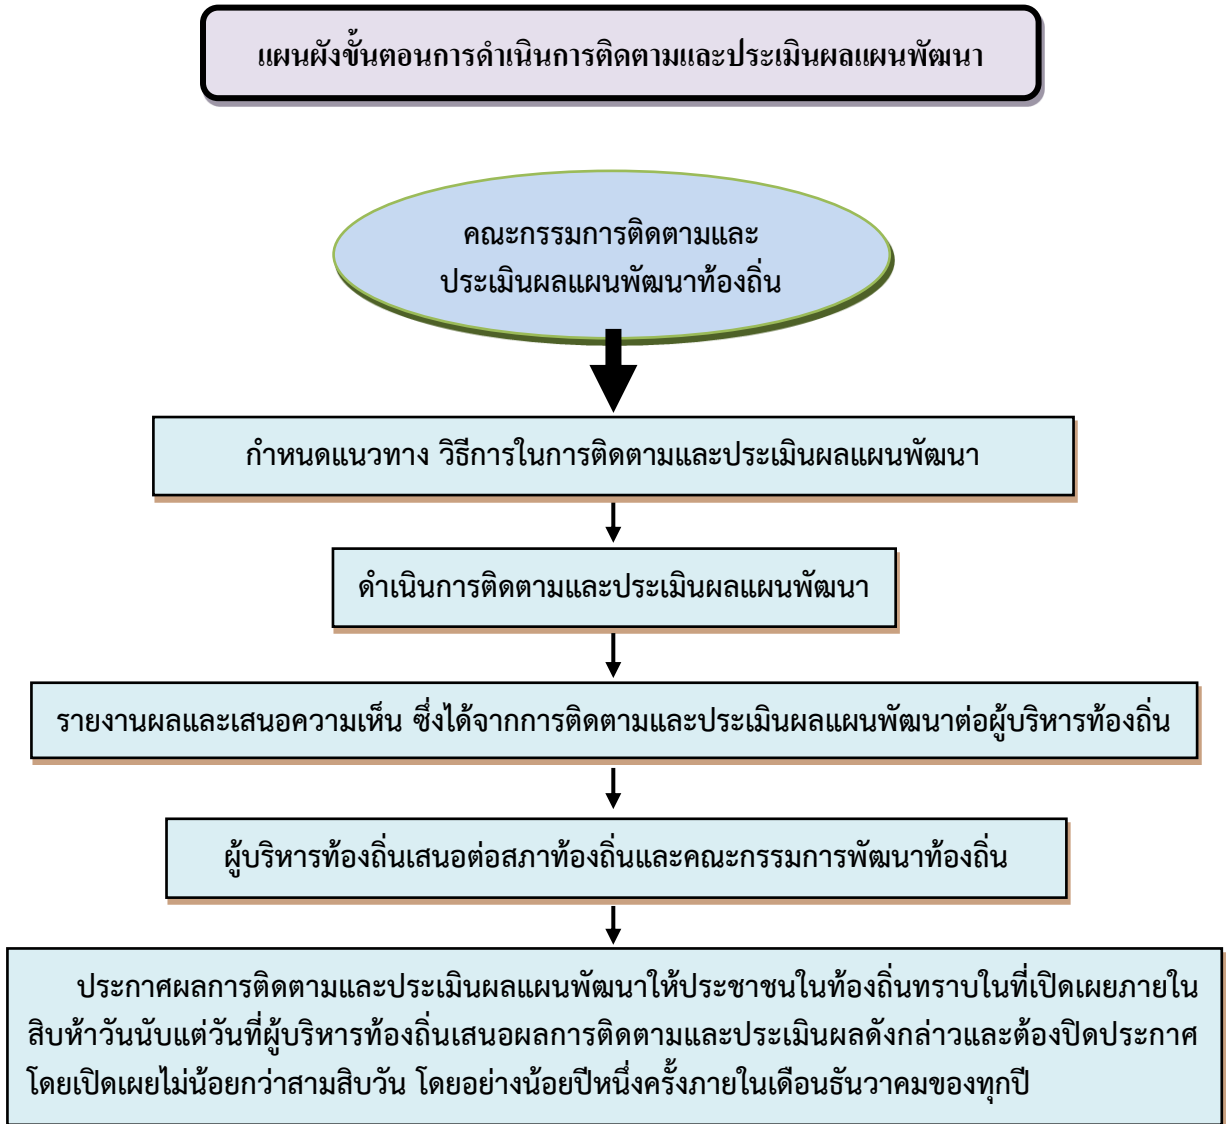 แผนผังขั้นตอนการดำเนินการติดตามและประเมินผลแผนพัฒนา
คณะกรรมการติดตามและ
ประเมินผลแผนพัฒนาท้องถิ่น
กำหนดแนวทาง วิธีการในการติดตามและประเมินผลแผนพัฒนา
ดำเนินการติดตามและประเมินผลแผนพัฒนา
รายงานผลและเสนอความเห็น ซึ่งได้จากการติดตามและประเมินผลแผนพัฒนาต่อผู้บริหารท้องถิ่น
ผู้บริหารท้องถิ่นเสนอต่อสภาท้องถิ่นและคณะกรรมการพัฒนาท้องถิ่น
ประกาศผลการติดตามและประเมินผลแผนพัฒนาให้ประชาชนในท้องถิ่นทราบในที่เปิดเผยภายใน
สิบห้าวันนับแต่วันที่ผู้บริหารท้องถิ่นเสนอผลการติดตามและประเมินผลดังกล่าวและต้องปิดประกาศ
โดยเปิดเผยไม่น้อยกว่าสามสิบวัน โดยอย่างน้อยปีหนึ่งครั้งภายในเดือนธันวาคมของทุกปี